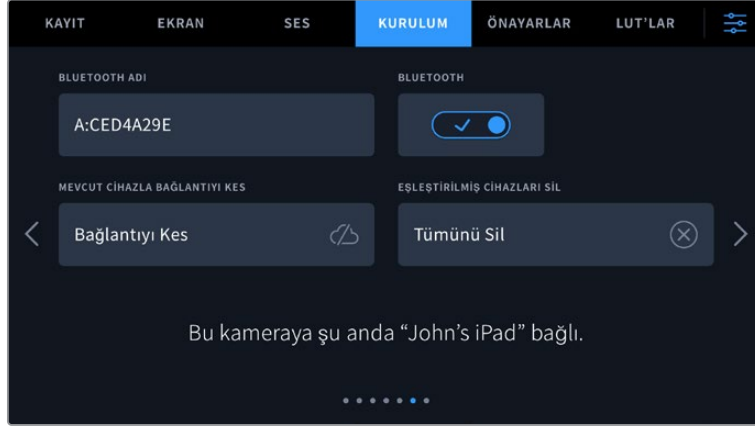 KAYIT EKRAN SES KURULUM ÖNAYARLAR LUT’LAR
BLUETOOTH ADI BLUETOOTH
A:CED4A29E
MEVCUT CİHAZLA BAĞLANTIYI KES EŞLEŞTİRİLMİŞ CİHAZLARI SİL
Bağlantıyı Kes Tümünü Sil
Bu kameraya şu anda “John’s iPad” bağlı.